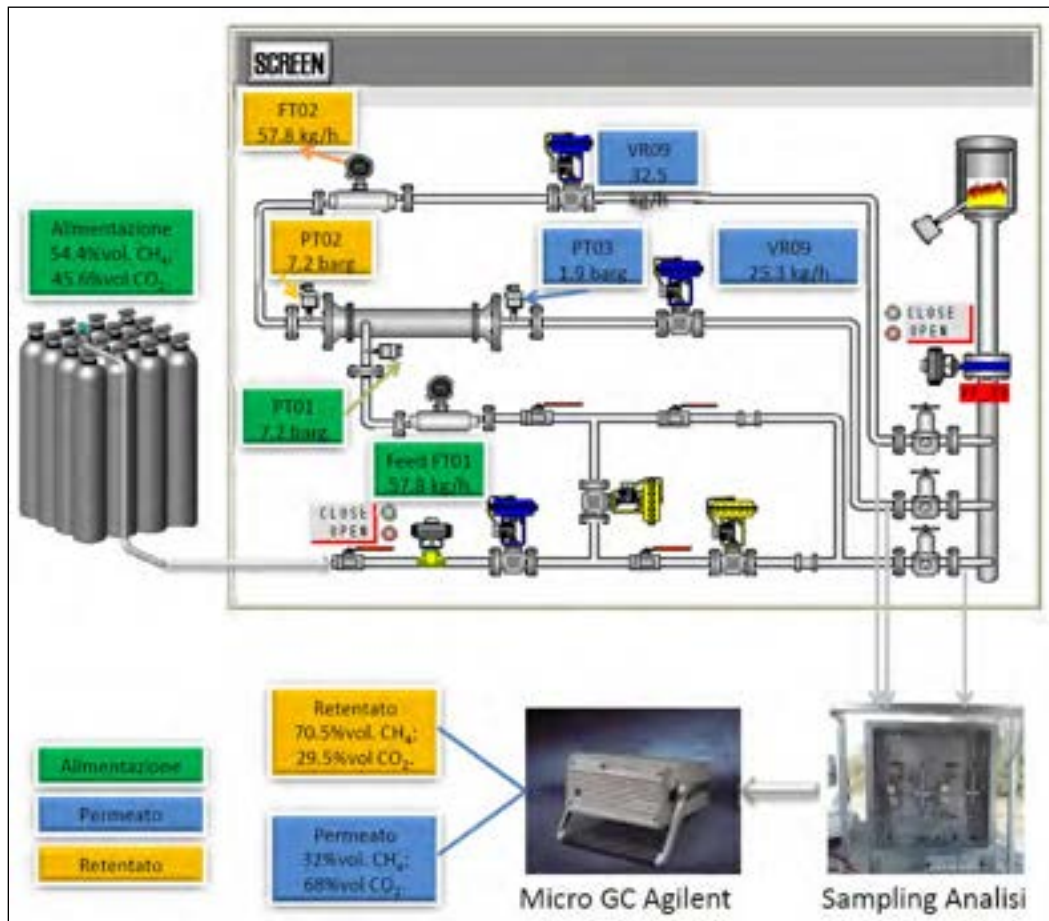 SCREEN
FT02
57.8 kg/h
VR09
32.5
kg/h
Alimentazione
54.4%vol. CH₄;
45.6%vol CO₂.
PT02
7.2 barg
PT03
1.9 barg
VR09
25.3 kg/h
CLOSE
OPEN
PT01
7.2 barg
Feed FT01
57.8 kg/h
CLOSE
OPEN
Retentato
70.5%vol. CH₄;
29.5%vol CO₂.
Alimentazione
Permeato
Retentato
Permeato
32%vol. CH₄;
68%vol CO₂.
Micro GC Agilent
Sampling Analisi